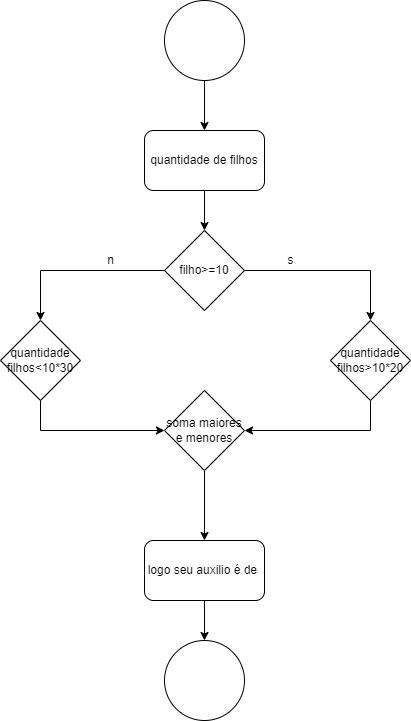 quantidade de filhos
filho>=10
n
s
quantidade
filhos<10*30
quantidade
filhos>10*20
soma maiores
e menores
logo seu auxilio é de